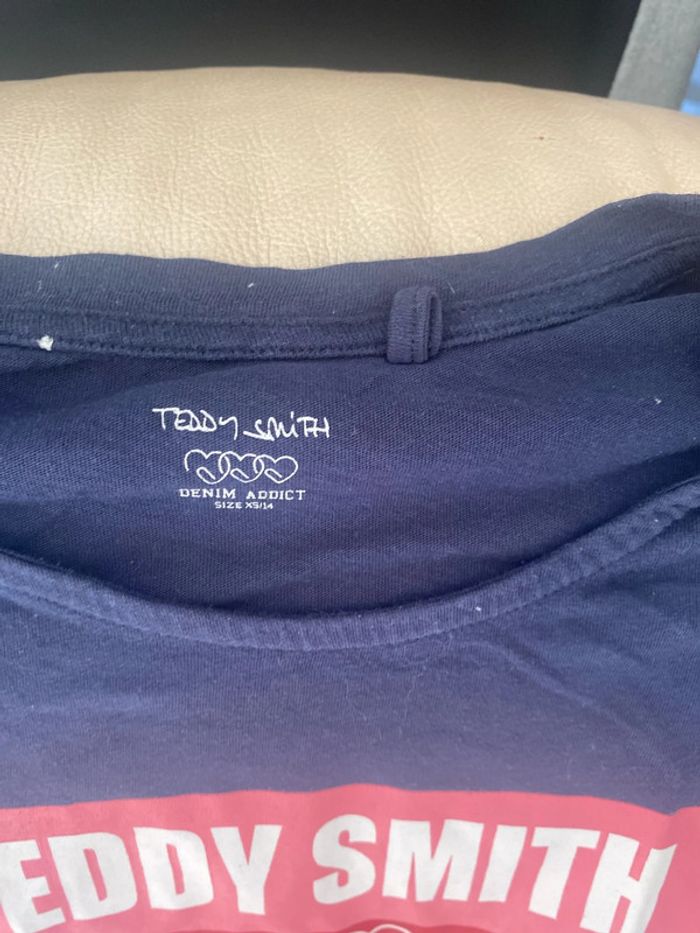 TEDDY SMITH
DENIM ADDICT
SIZE XS/14
EDDY SMITH